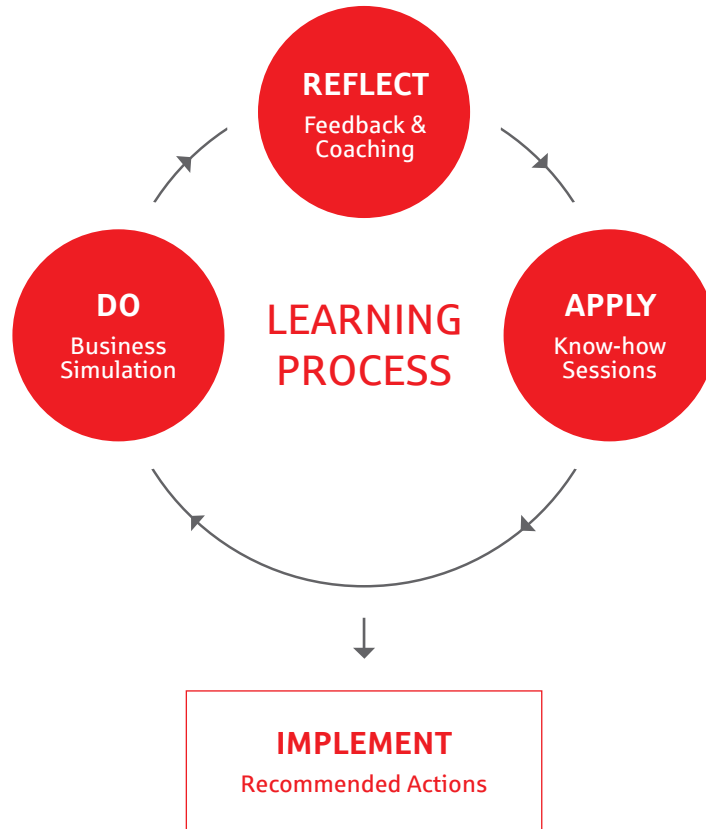 REFLECT
Feedback &
Coaching
DO
Business
Simulation
LEARNING
PROCESS
APPLY
Know-how
Sessions
IMPLEMENT
Recommended Actions